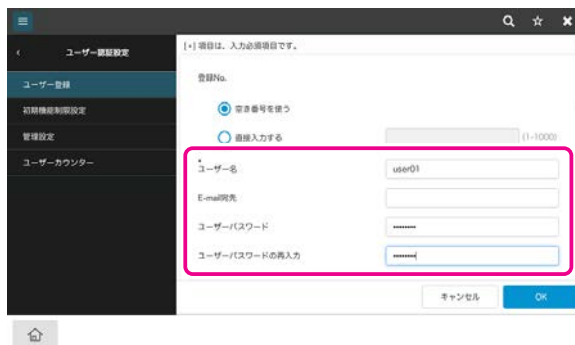 ユーザー認証設定
[*] 項目は、入力必須項目です。
ユーザー登録
初期機能制限設定
管理設定
ユーザーカウンター
登録No.
空き番号を使う
直接入力する
(1-1000)
*
ユーザー名
user01
E-mail宛先
ユーザーパスワード
••••••••
ユーザーパスワードの再入力
••••••••
キャンセル
OK